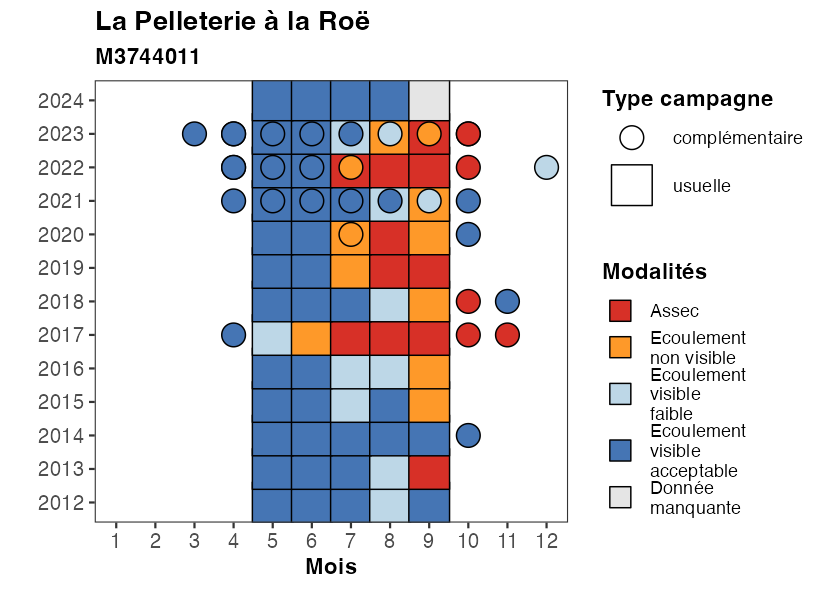 La Pelleterie à la Roë
M3744011
2024
2023
2022
2021
2020
2019
2018
2017
2016
2015
2014
2013
2012
1 2 3 4 5 6 7 8 9 10 11 12
Mois
Type campagne
complémentaire
usuelle
Modalités
Assec
Ecoulement
non visible
Ecoulement
visible
faible
Ecoulement
visible
acceptable
Donnée
manquante